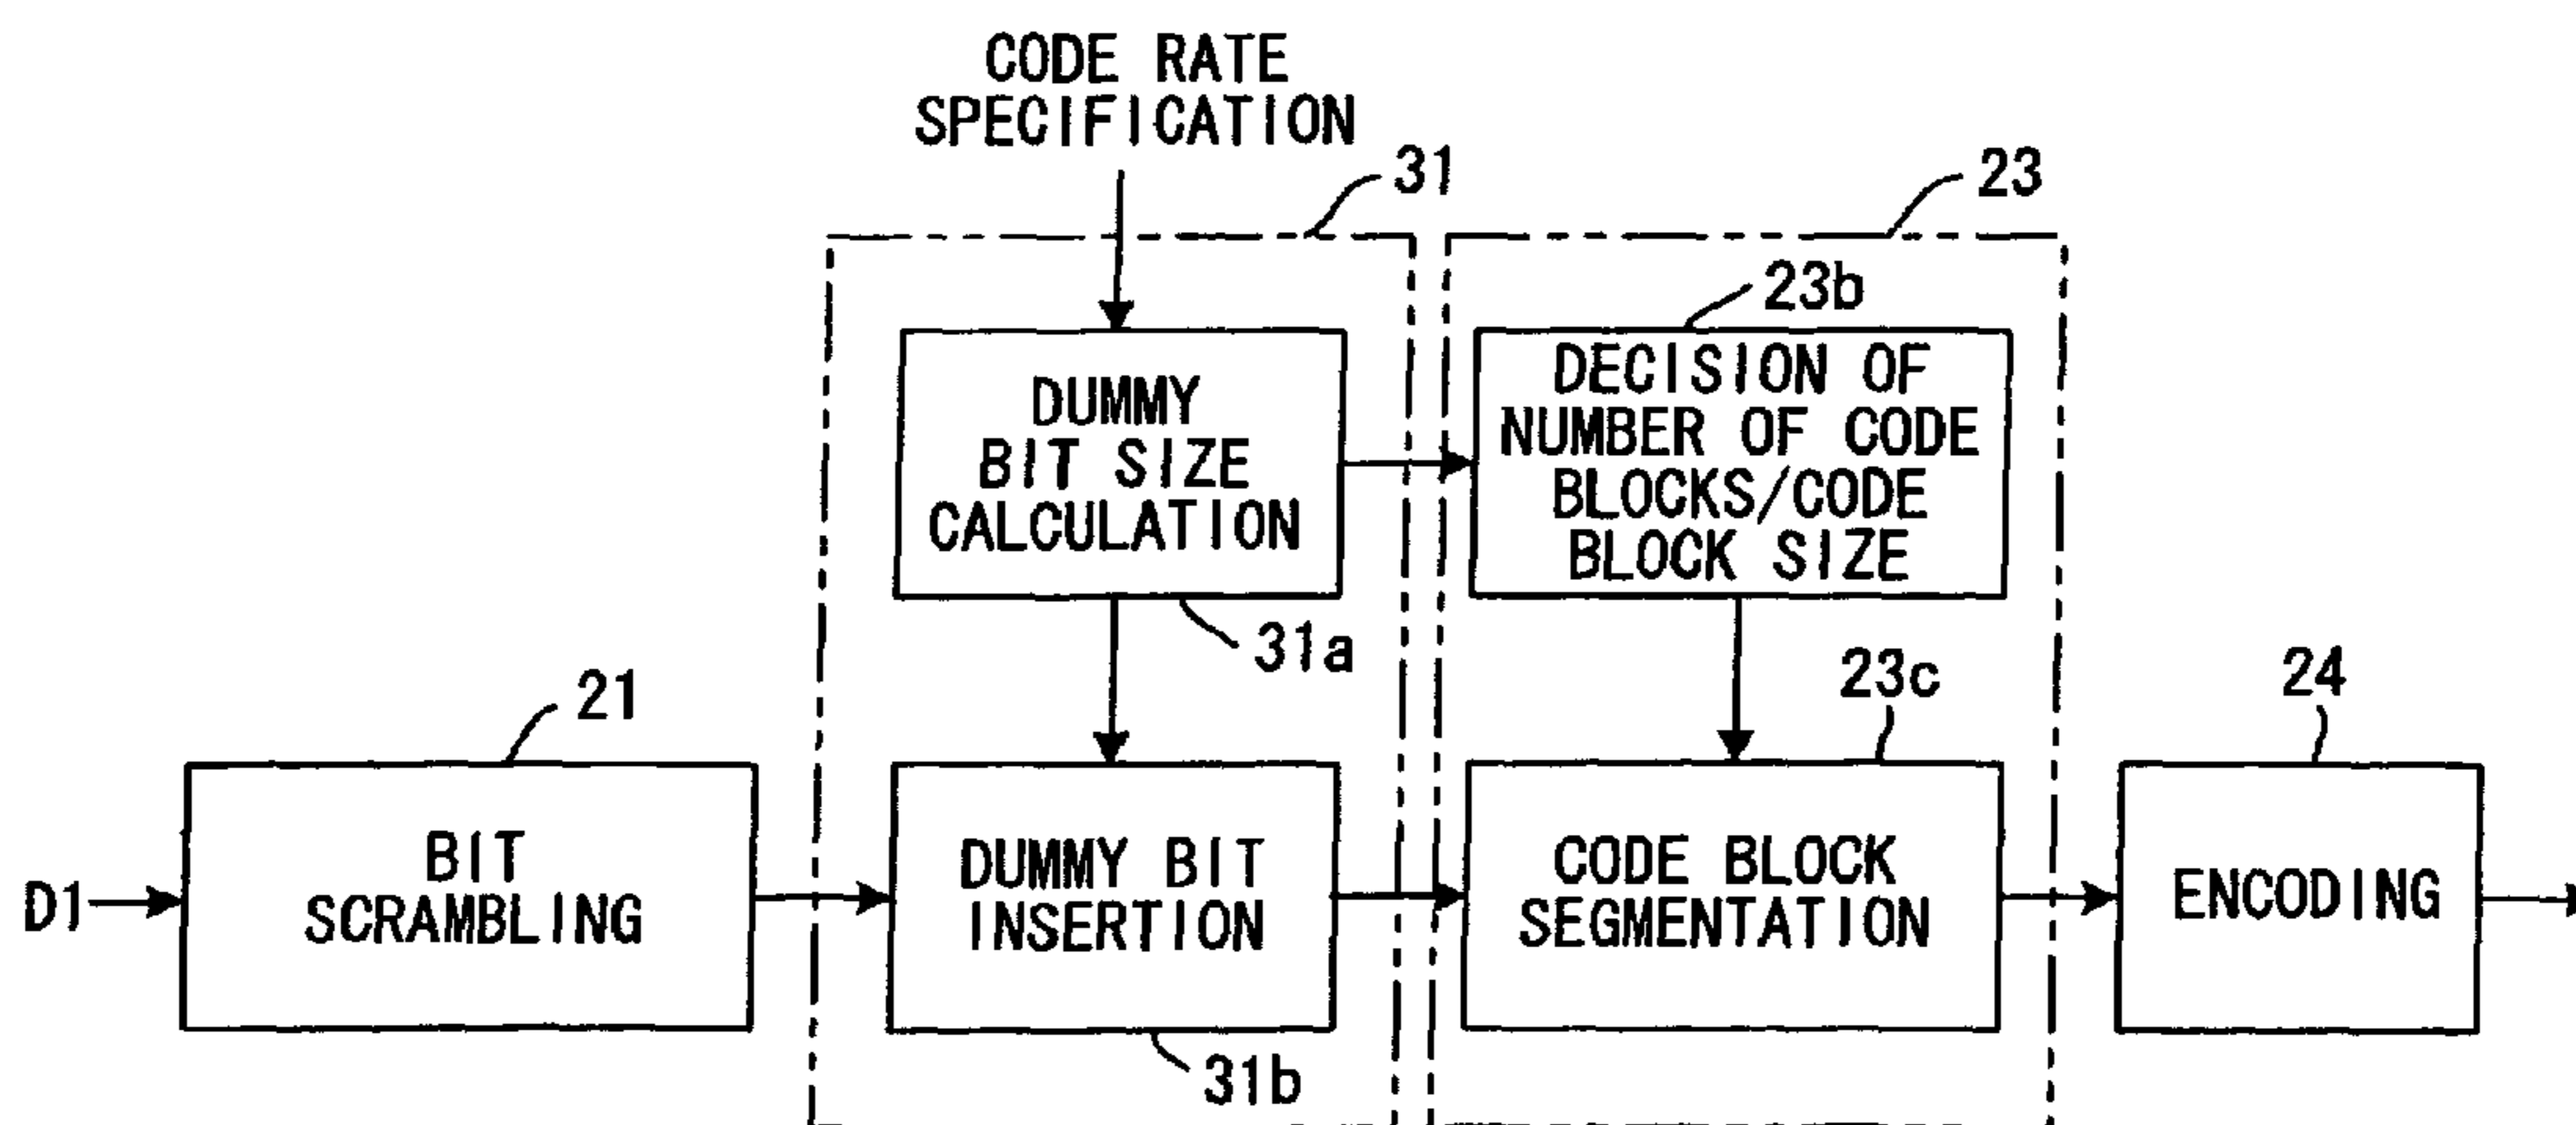 CODE RATE
SPECIFICATION
31
23
23b
DUMMY
BIT SIZE
CALCULATION
DECISION OF
NUMBER OF CODE
BLOCKS/CODE
BLOCK SIZE
31a
21
23c
24
D1
BIT
SCRAMBLING
DUMMY BIT
INSERTION
CODE BLOCK
SEGMENTATION
ENCODING
31b